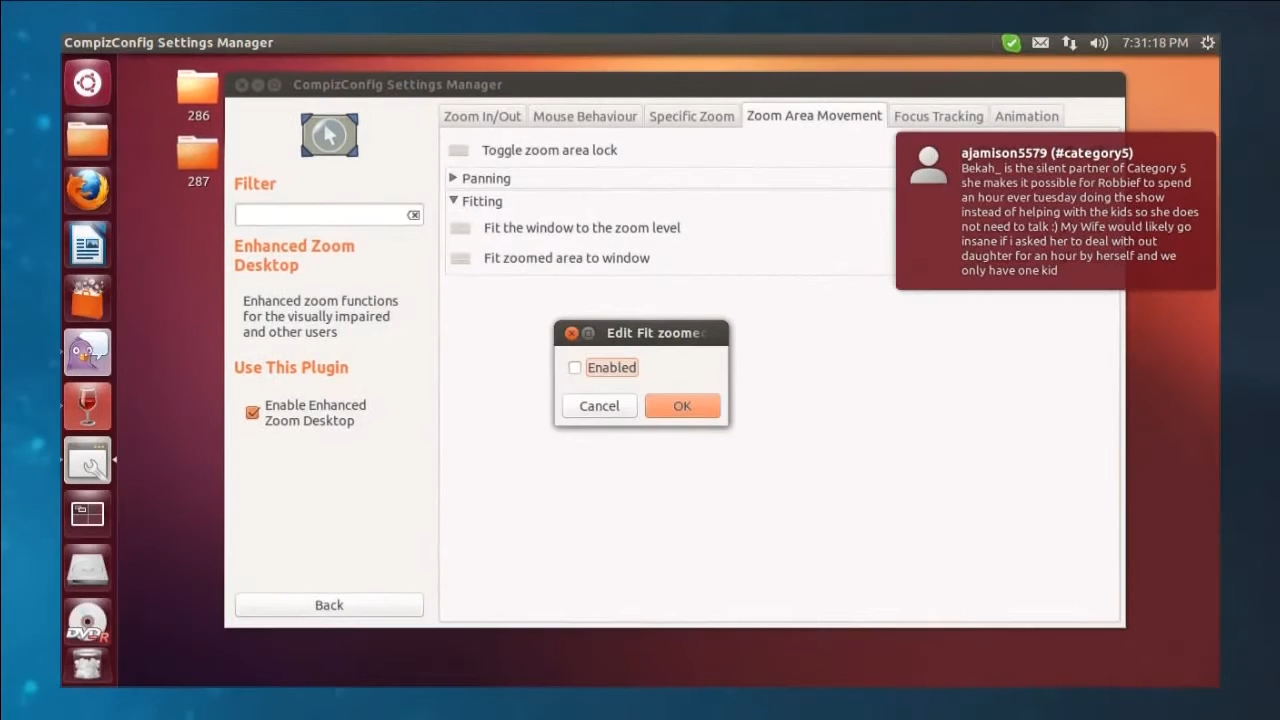 CompizConfig Settings Manager
7:31:18 PM
286
287
CompizConfig Settings Manager
Filter
Enhanced Zoom
Desktop
Enhanced zoom functions
for the visually impaired
and other users
Use This Plugin
Enable Enhanced
Zoom Desktop
Back
Zoom In/Out
Mouse Behaviour
Specific Zoom
Zoom Area Movement
Focus Tracking
Animation
Toggle zoom area lock
Panning
Fitting
Fit the window to the zoom level
Fit zoomed area to window
Edit Fit zoomed
Enabled
Cancel
OK
ajamison5579 (#category5)
Bekah_ is the silent partner of Category 5
she makes it possible for Robbief to spend
an hour ever tuesday doing the show
instead of helping with the kids so she does
not need to talk :) My Wife would likely go
insane if i asked her to deal with out
daughter for an hour by herself and we
only have one kid
DVD R